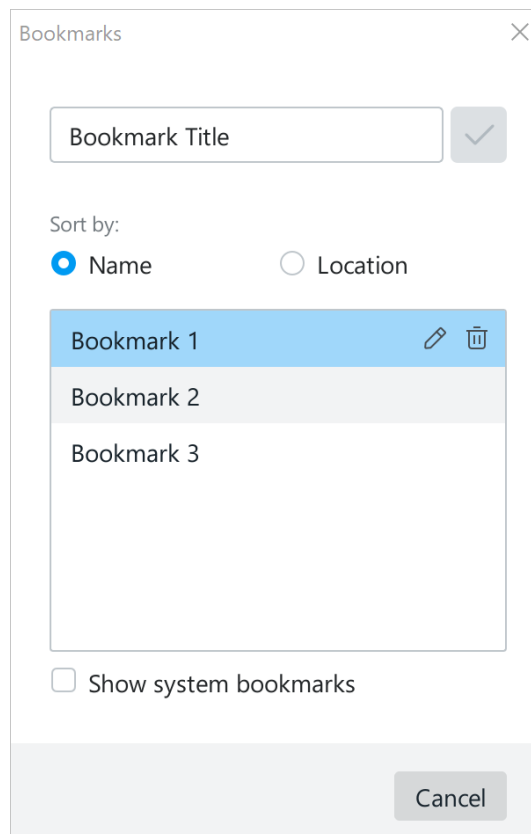 Bookmarks
Bookmark Title
Sort by:
Name Location
Bookmark 1
Bookmark 2
Bookmark 3
Show system bookmarks
Cancel